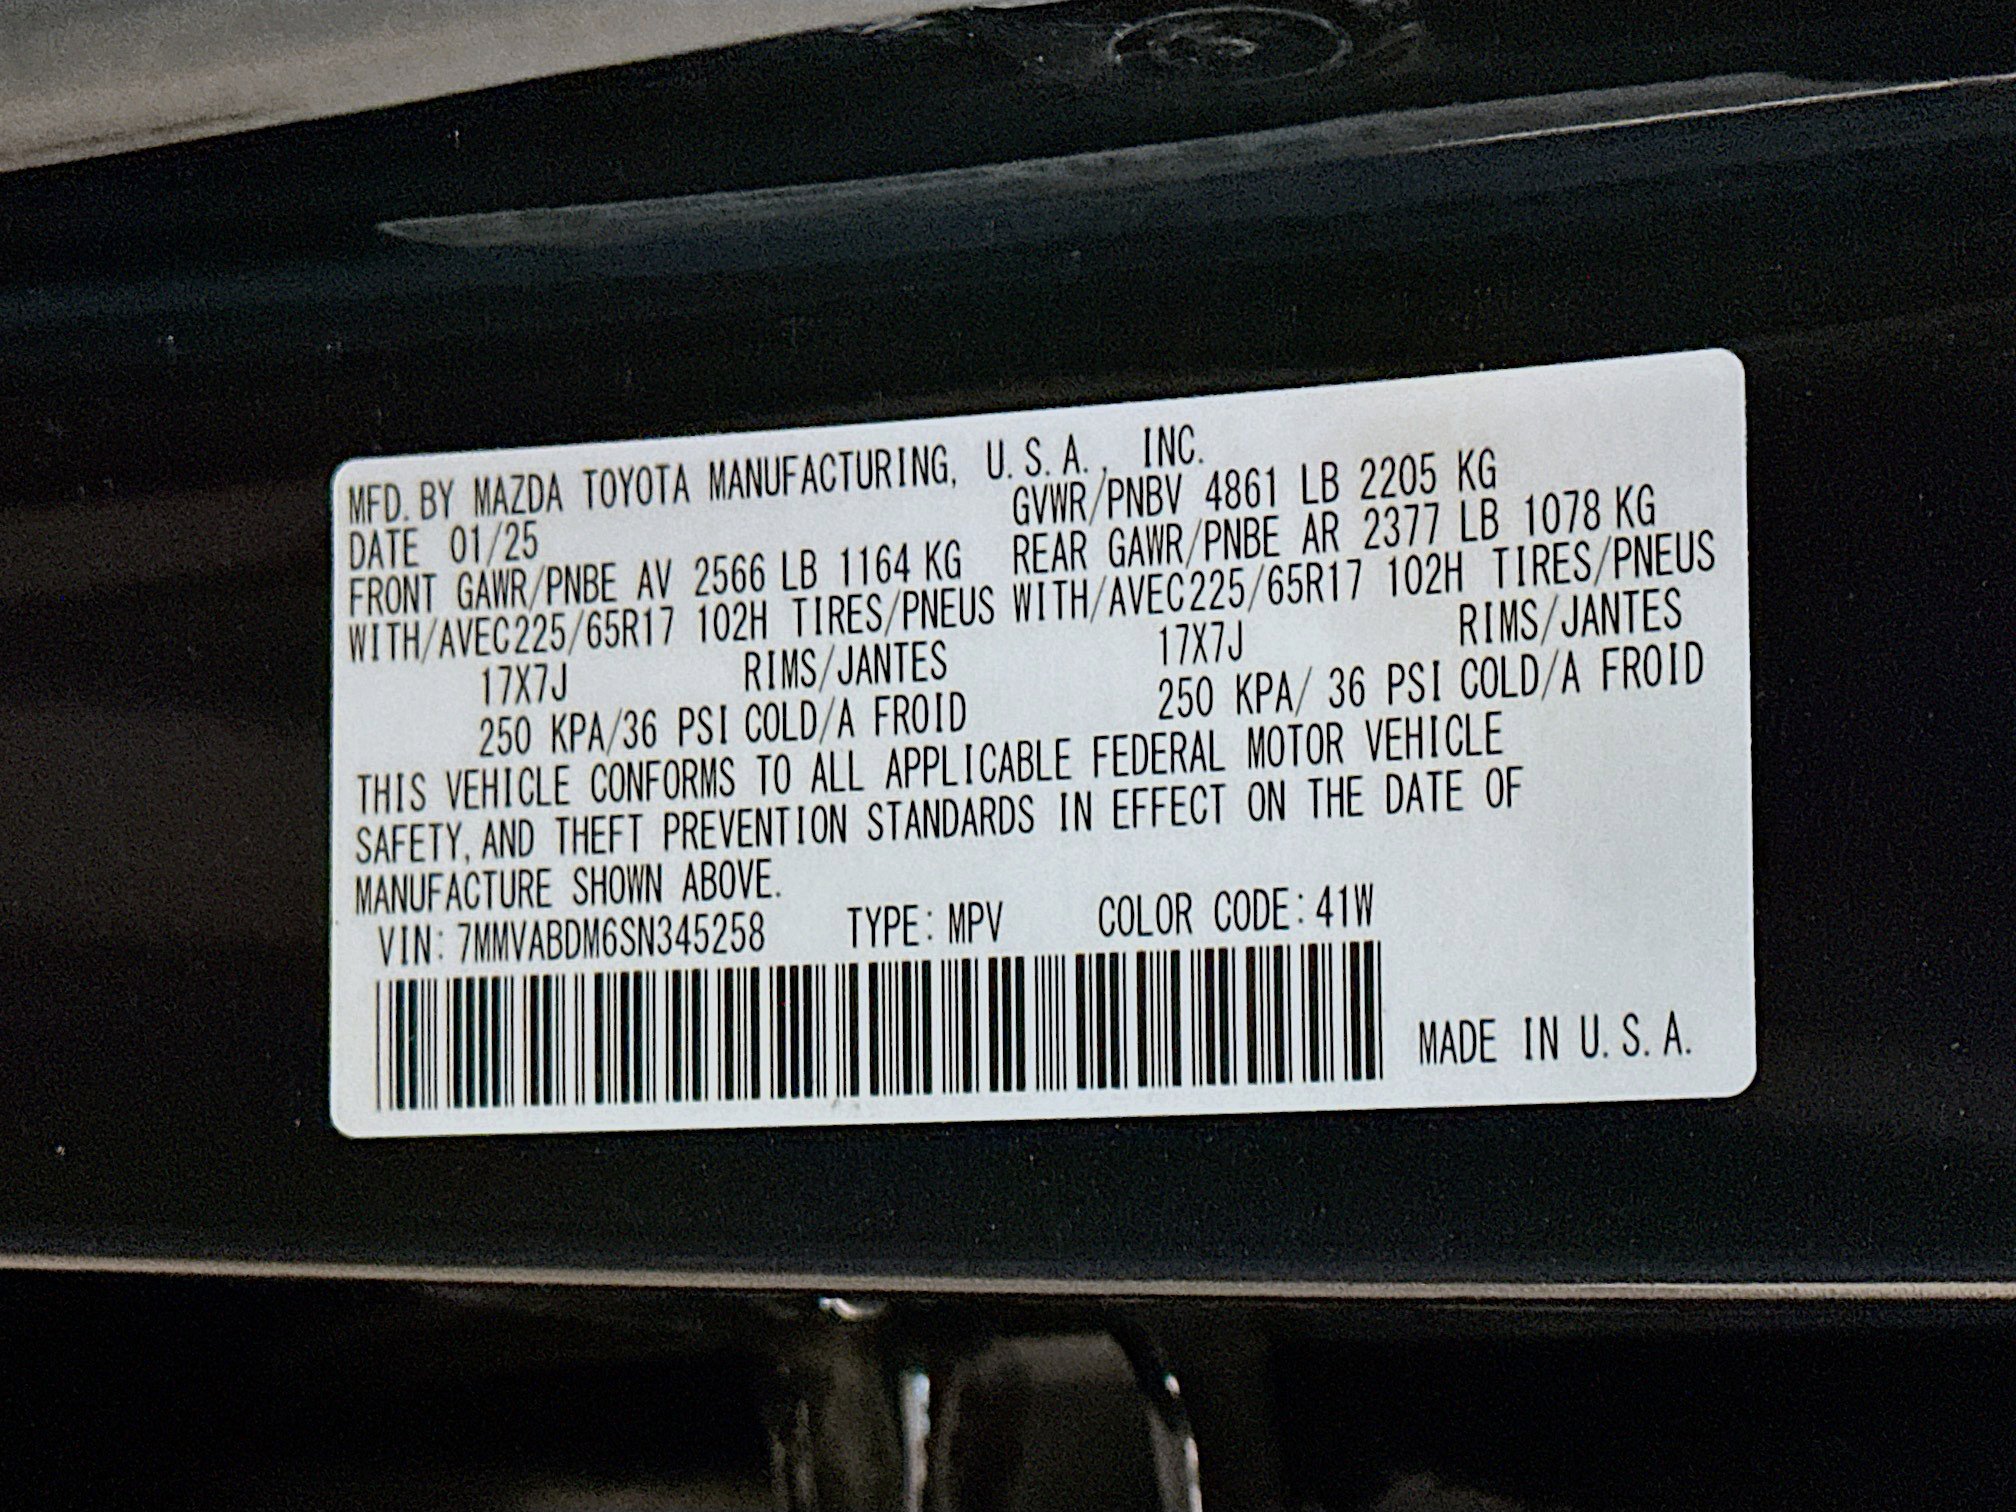 MFD. BY MAZDA TOYOTA MANUFACTURING, U.S.A., INC.
DATE 01/25 GVWR/PNBV 4861 LB 2205 KG
FRONT GAWR/PNBE AV 2566 LB 1164 KG REAR GAWR/PNBE AR 2377 LB 1078 KG
WITH/AVEC225/65R17 102H TIRES/PNEUS WITH/AVEC225/65R17 102H TIRES/PNEUS
17X7J RIMS/JANTES 17X7J RIMS/JANTES
250 KPA/36 PSI COLD/A FROID 250 KPA/ 36 PSI COLD/A FROID
THIS VEHICLE CONFORMS TO ALL APPLICABLE FEDERAL MOTOR VEHICLE
SAFETY, AND THEFT PREVENTION STANDARDS IN EFFECT ON THE DATE OF
MANUFACTURE SHOWN ABOVE.
VIN: 7MMVABDM6SN345258 TYPE: MPV COLOR CODE: 41W
MADE IN U.S.A.